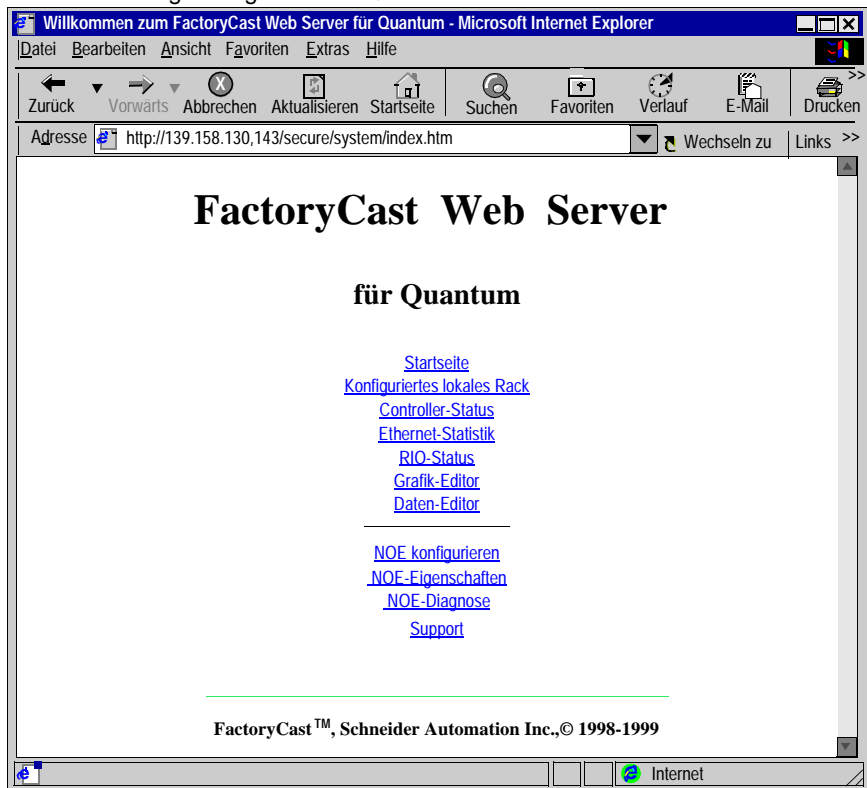 Willkommen zum FactoryCast Web Server für Quantum - Microsoft Internet Explorer
Datei Bearbeiten Ansicht Favoriten Extras Hilfe
Zurück Vorwärts Abbrechen Aktualisieren Startseite Suchen Favoriten Verlauf E-Mail Drucken >>
Adresse http://139.158.130,143/secure/system/index.htm Wechseln zu Links >>
FactoryCast Web Server
für Quantum
Startseite
Konfiguriertes lokales Rack
Controller-Status
Ethernet-Statistik
RIO-Status
Grafik-Editor
Daten-Editor
NOE konfigurieren
NOE-Eigenschaften
NOE-Diagnose
Support
FactoryCast™, Schneider Automation Inc.,© 1998-1999
Internet